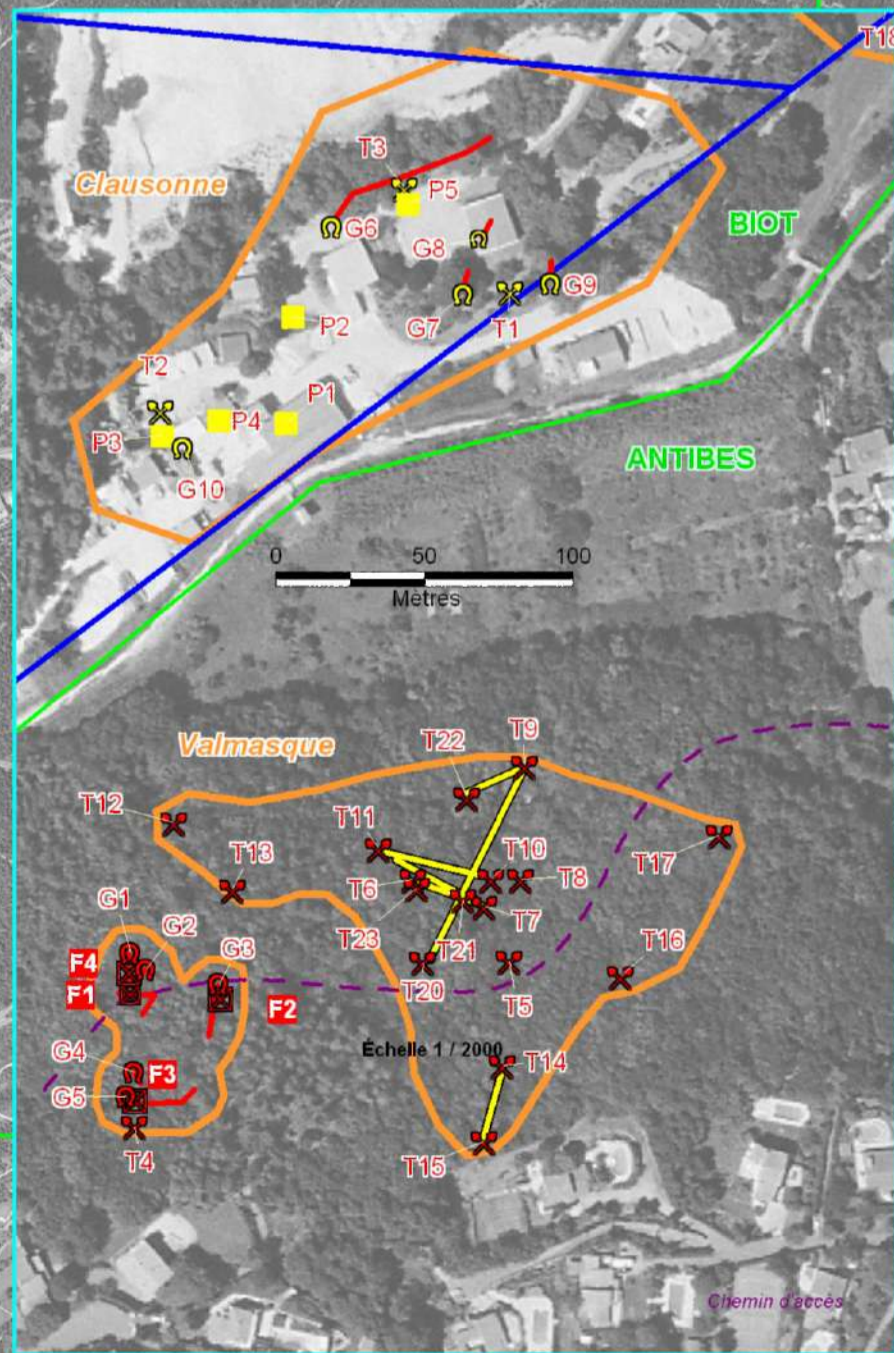 T18
T3
Clausonne
P5
G6
G8
BIOT
G9
G7
T1
P2
T2
P1
P4
P3
ANTIBES
G10
0 50 100
Mètres
Valmasque
T9
T22
T12
T11
T17
T10
T13
T6
T8
G1
T7
G2
T23
T21
F4
G3
T16
F1
F2
T20
T5
Échelle 1 / 2000
G4
F3
T14
G5
T4
T15
Chemin d'accès